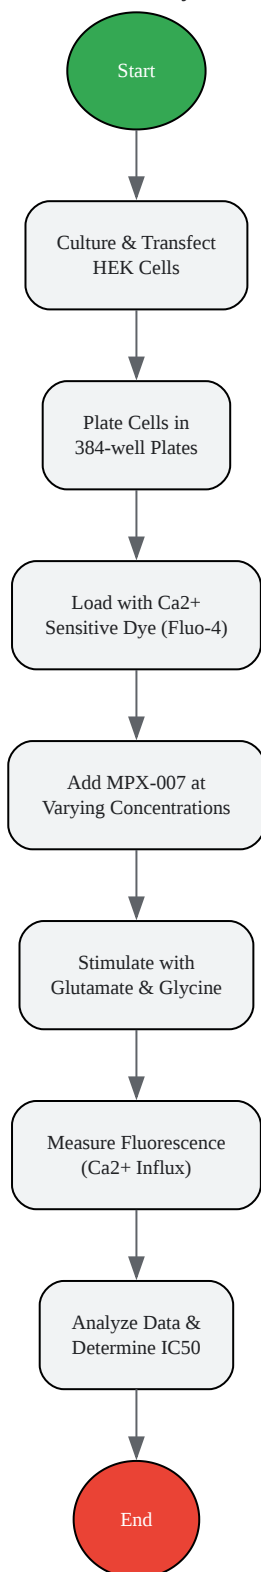 Start
Culture & Transfect
HEK Cells
Plate Cells in
384-well Plates
Load with Ca2+
Sensitive Dye (Fluo-4)
Add MPX-007 at
Varying Concentrations
Stimulate with
Glutamate & Glycine
Measure Fluorescence
(Ca2+ Influx)
Analyze Data &
Determine IC50
End